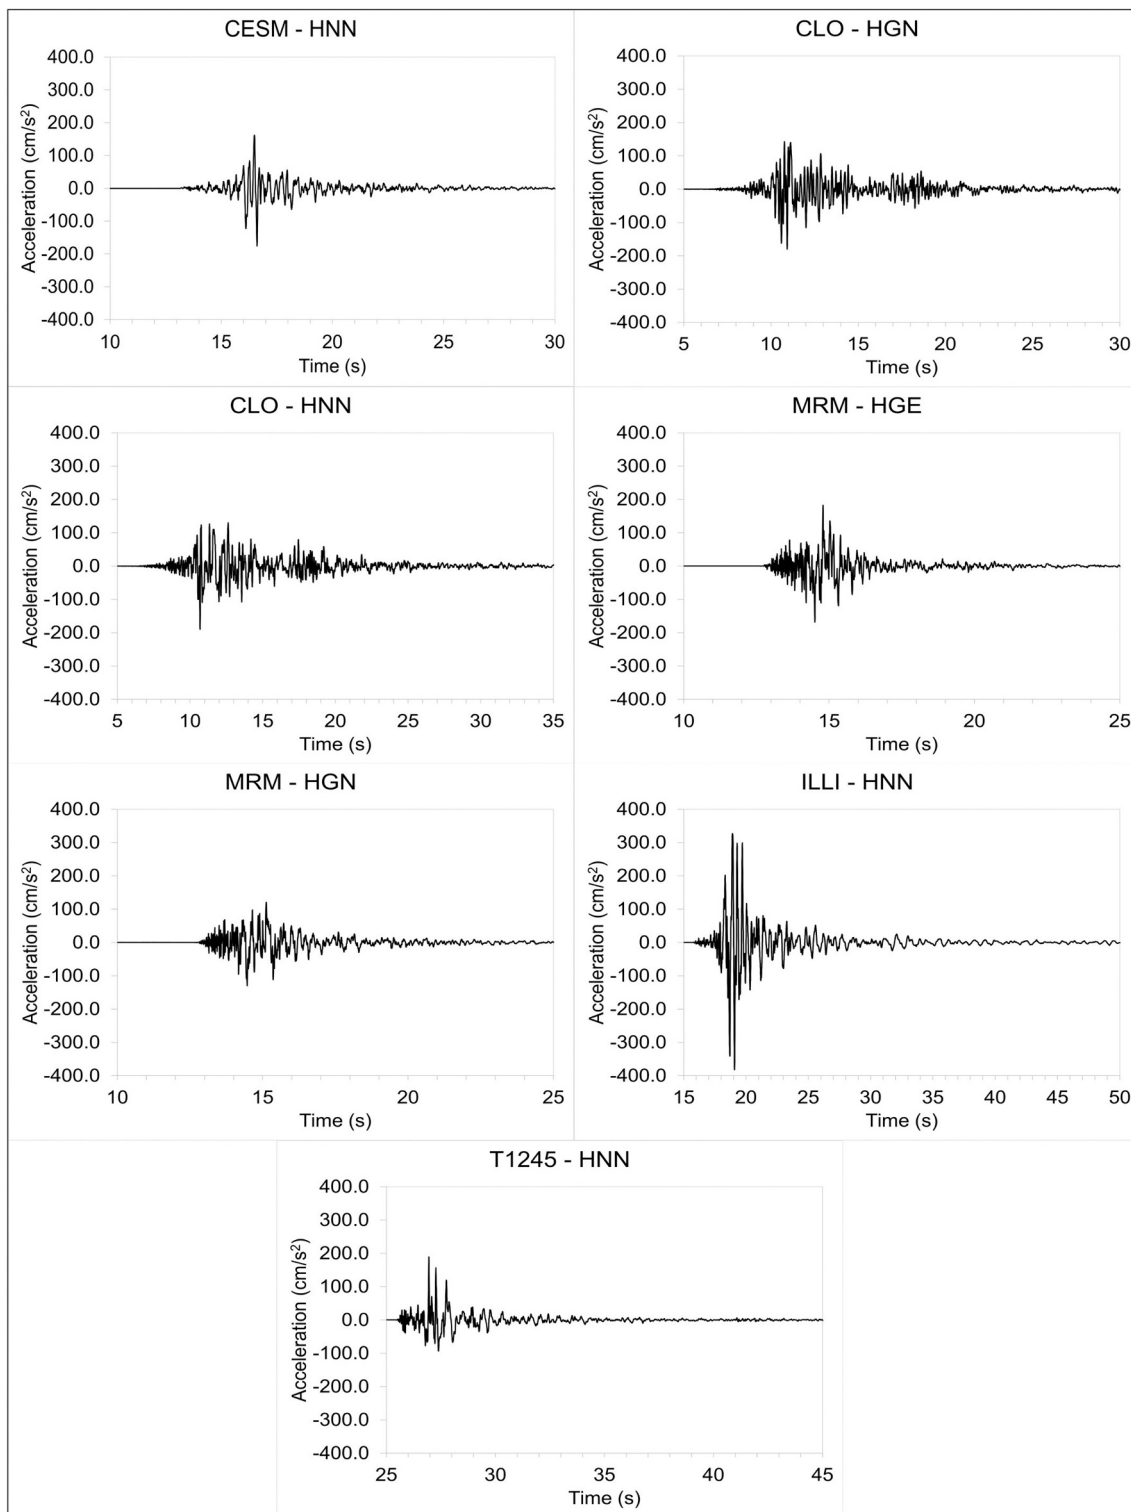 CESM - HNN
400.0
300.0
200.0
100.0
0.0
-100.0
-200.0
-300.0
-400.0
Acceleration (cm/s²)
10 15 20 25 30
Time (s)
CLO - HGN
400.0
300.0
200.0
100.0
0.0
-100.0
-200.0
-300.0
-400.0
Acceleration (cm/s²)
5 10 15 20 25 30
Time (s)
CLO - HNN
400.0
300.0
200.0
100.0
0.0
-100.0
-200.0
-300.0
-400.0
Acceleration (cm/s²)
5 10 15 20 25 30 35
Time (s)
MRM - HGE
400.0
300.0
200.0
100.0
0.0
-100.0
-200.0
-300.0
-400.0
Acceleration (cm/s²)
10 15 20 25
Time (s)
MRM - HGN
400.0
300.0
200.0
100.0
0.0
-100.0
-200.0
-300.0
-400.0
Acceleration (cm/s²)
10 15 20 25
Time (s)
ILLI - HNN
400.0
300.0
200.0
100.0
0.0
-100.0
-200.0
-300.0
-400.0
Acceleration (cm/s²)
15 20 25 30 35 40 45 50
Time (s)
T1245 - HNN
400.0
300.0
200.0
100.0
0.0
-100.0
-200.0
-300.0
-400.0
Acceleration (cm/s²)
25 30 35 40 45
Time (s)